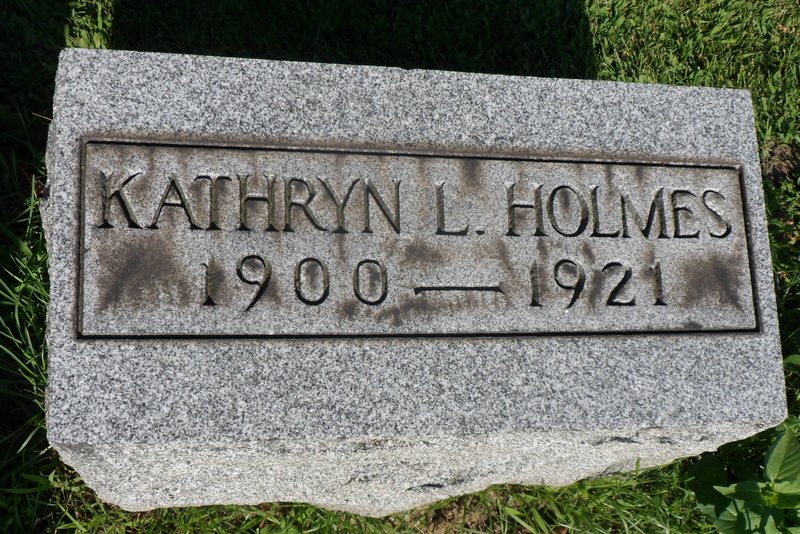 KATHRYN L. HOLMES
1900 — 1921